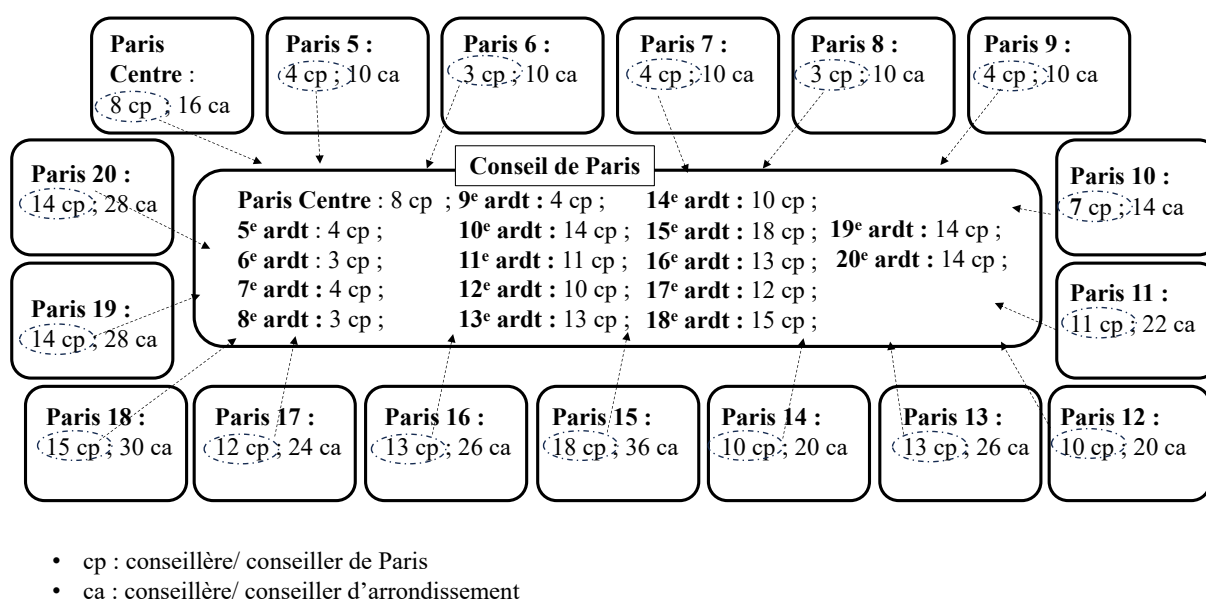 Paris
Centre :
8 cp ; 16 ca
Paris 5 :
4 cp ; 10 ca
Paris 6 :
3 cp ; 10 ca
Paris 7 :
4 cp ; 10 ca
Paris 8 :
3 cp ; 10 ca
Paris 9 :
4 cp ; 10 ca
Paris 20 :
14 cp ; 28 ca
Paris 10 :
7 cp ; 14 ca
Conseil de Paris
Paris Centre : 8 cp ; 9e ardt : 4 cp ; 14e ardt : 10 cp ;
5e ardt : 4 cp ; 10e ardt : 14 cp ; 15e ardt : 18 cp ; 19e ardt : 14 cp ;
6e ardt : 3 cp ; 11e ardt : 11 cp ; 16e ardt : 13 cp ; 20e ardt : 14 cp ;
7e ardt : 4 cp ; 12e ardt : 10 cp ; 17e ardt : 12 cp ;
8e ardt : 3 cp ; 13e ardt : 13 cp ; 18e ardt : 15 cp ;
Paris 19 :
14 cp ; 28 ca
Paris 11 :
11 cp ; 22 ca
Paris 18 :
15 cp ; 30 ca
Paris 17 :
12 cp ; 24 ca
Paris 16 :
13 cp ; 26 ca
Paris 15 :
18 cp ; 36 ca
Paris 14 :
10 cp ; 20 ca
Paris 13 :
13 cp ; 26 ca
Paris 12 :
10 cp ; 20 ca
• cp : conseillère/ conseiller de Paris
• ca : conseillère/ conseiller d'arrondissement